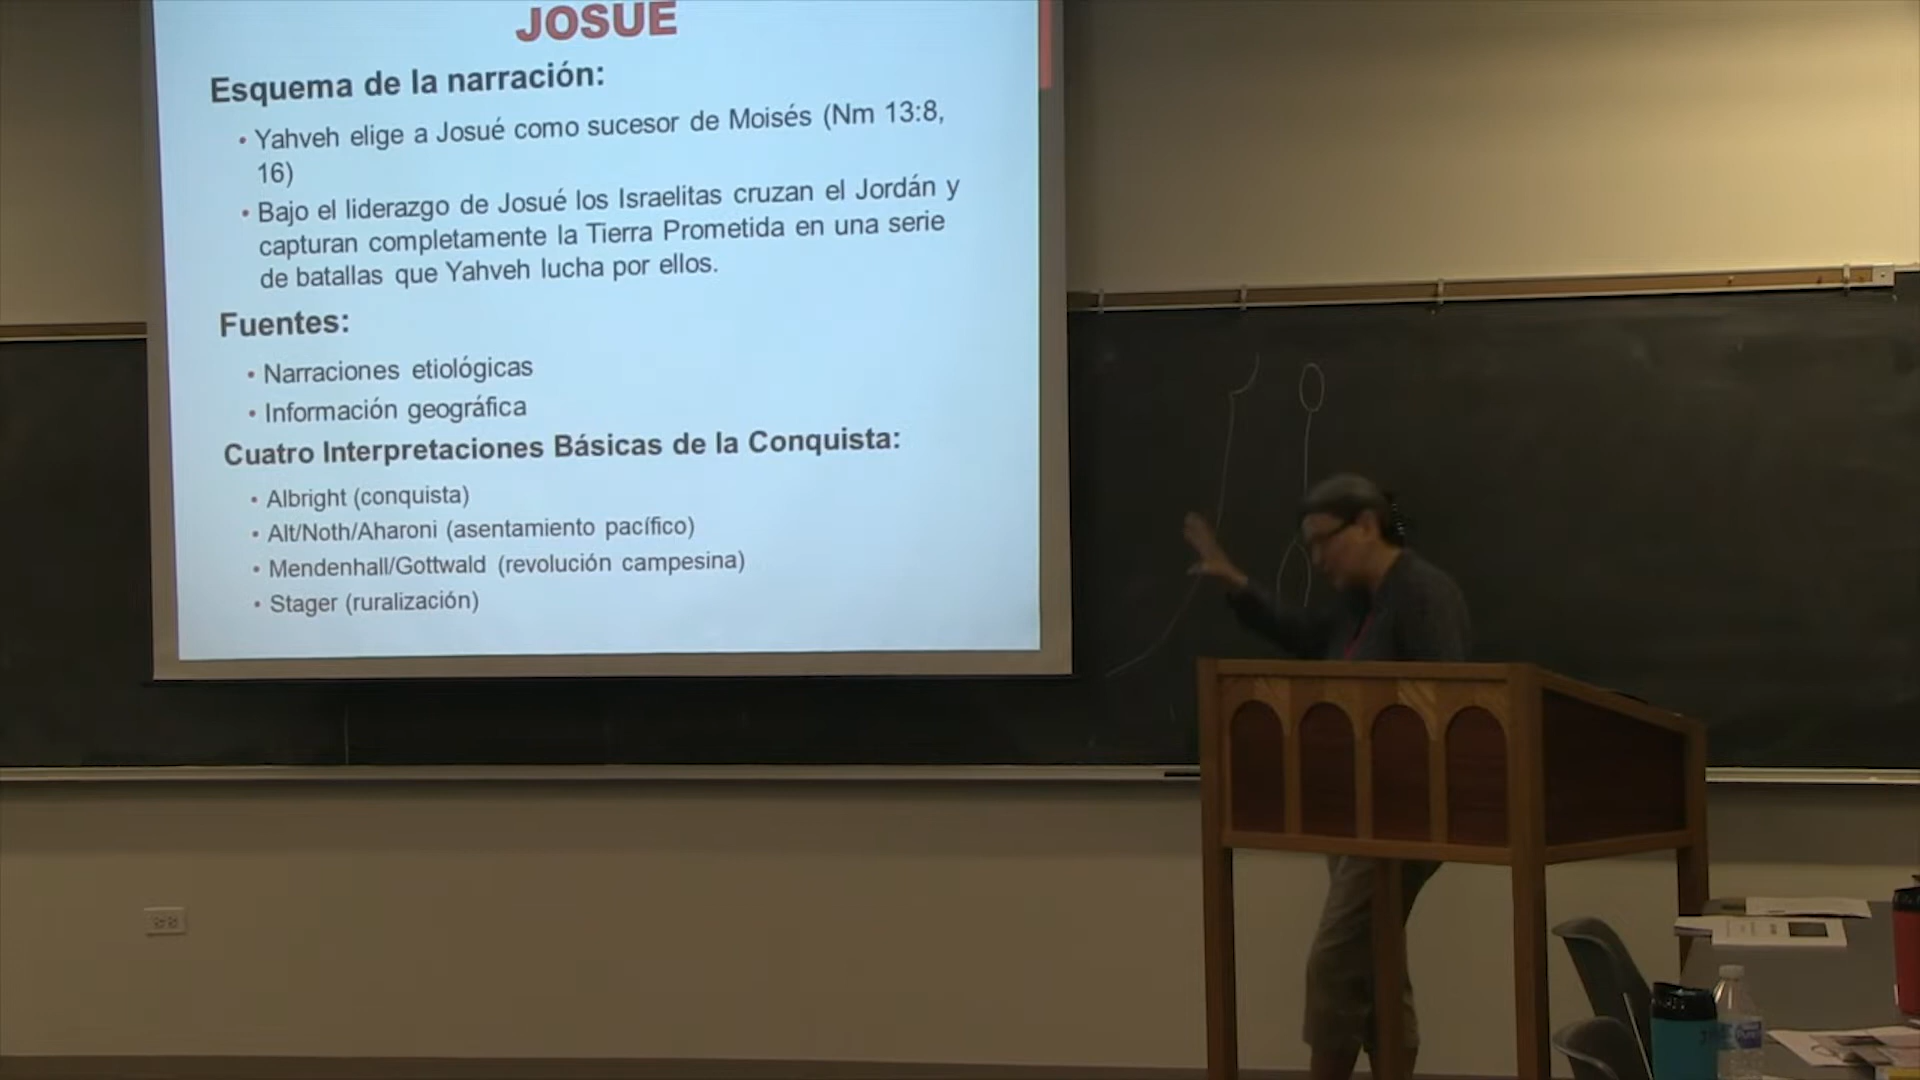 JOSUE
Esquema de la narración:
• Yahveh elige a Josué como sucesor de Moisés (Nm 13:8,
16)
• Bajo el liderazgo de Josué los Israelitas cruzan el Jordán y
capturan completamente la Tierra Prometida en una serie
de batallas que Yahveh lucha por ellos.
Fuentes:
• Narraciones etiológicas
• Información geográfica
Cuatro Interpretaciones Básicas de la Conquista:
• Albright (conquista)
• Alt/Noth/Aharoni (asentamiento pacífico)
• Mendenhall/Gottwald (revolución campesina)
• Stager (ruralización)